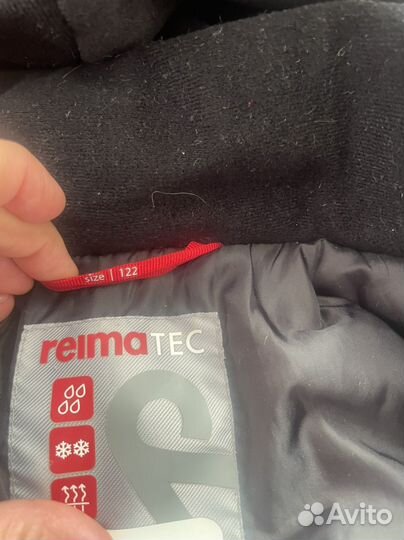 size | 122
reimaTEC
Avito